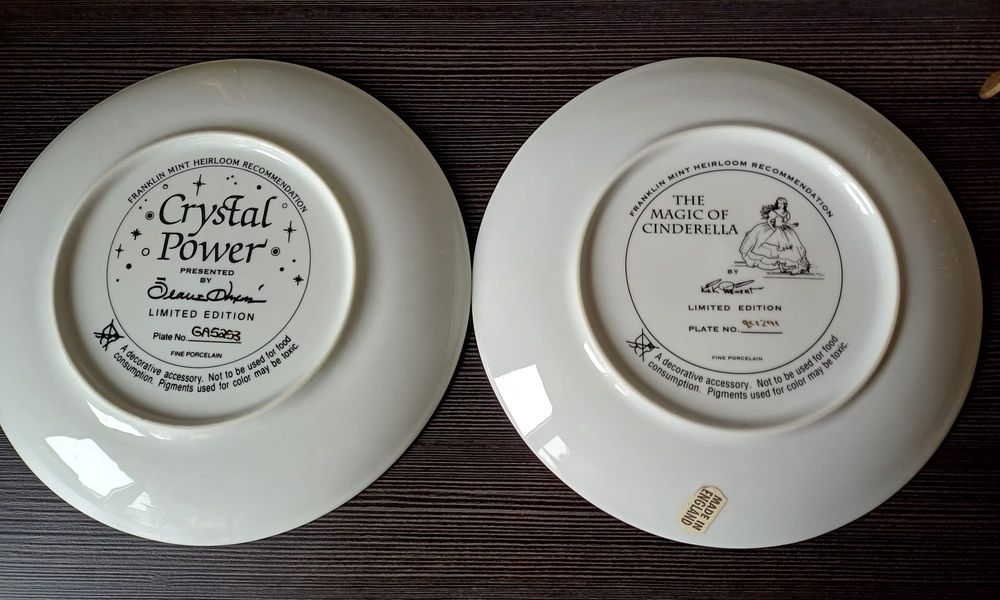 FRANKLIN MINT HEIRLOOM RECOMMENDATION
Crystal
Power
PRESENTED
BY
LIMITED EDITION
Plate No. GA5253
FINE PORCELAIN
A decorative accessory. Not to be used for food
consumption. Pigments used for color may be toxic.
FRANKLIN MINT HEIRLOOM RECOMMENDATION
THE
MAGIC OF
CINDERELLA
BY
LIMITED EDITION
PLATE NO.
FINE PORCELAIN
A decorative accessory. Not to be used for food
consumption. Pigments used for color may be toxic.
MADE IN
ENGLAND